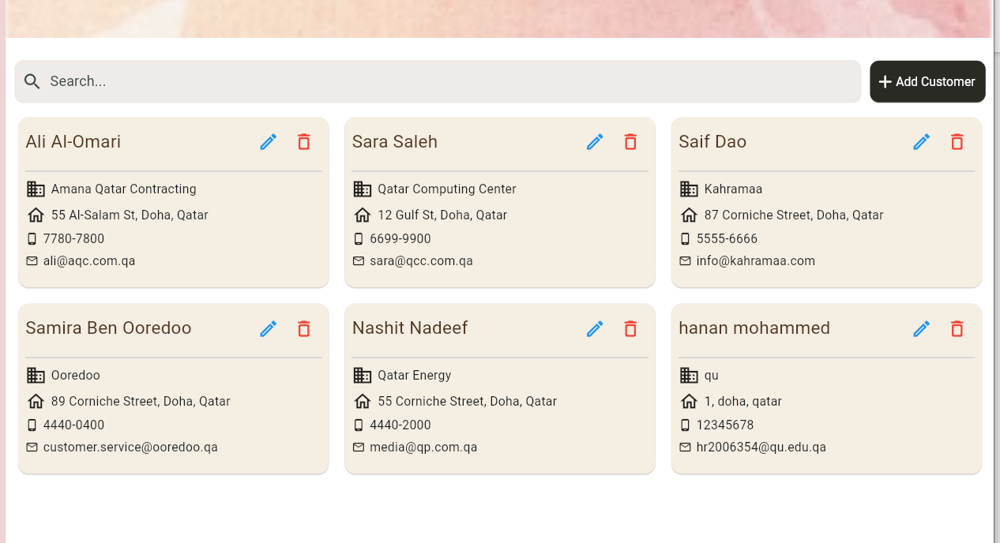 Search...
Add Customer
Ali Al-Omari
Amana Qatar Contracting
55 Al-Salam St, Doha, Qatar
7780-7800
ali@aqc.com.qa
Sara Saleh
Qatar Computing Center
12 Gulf St, Doha, Qatar
6699-9900
sara@qcc.com.qa
Saif Dao
Kahramaa
87 Corniche Street, Doha, Qatar
5555-6666
info@kahramaa.com
Samira Ben Ooredoo
Ooredoo
89 Corniche Street, Doha, Qatar
4440-0400
customer.service@ooredoo.qa
Nashit Nadeef
Qatar Energy
55 Corniche Street, Doha, Qatar
4440-2000
media@qp.com.qa
hanan mohammed
qu
1, doha, qatar
12345678
hr2006354@qu.edu.qa